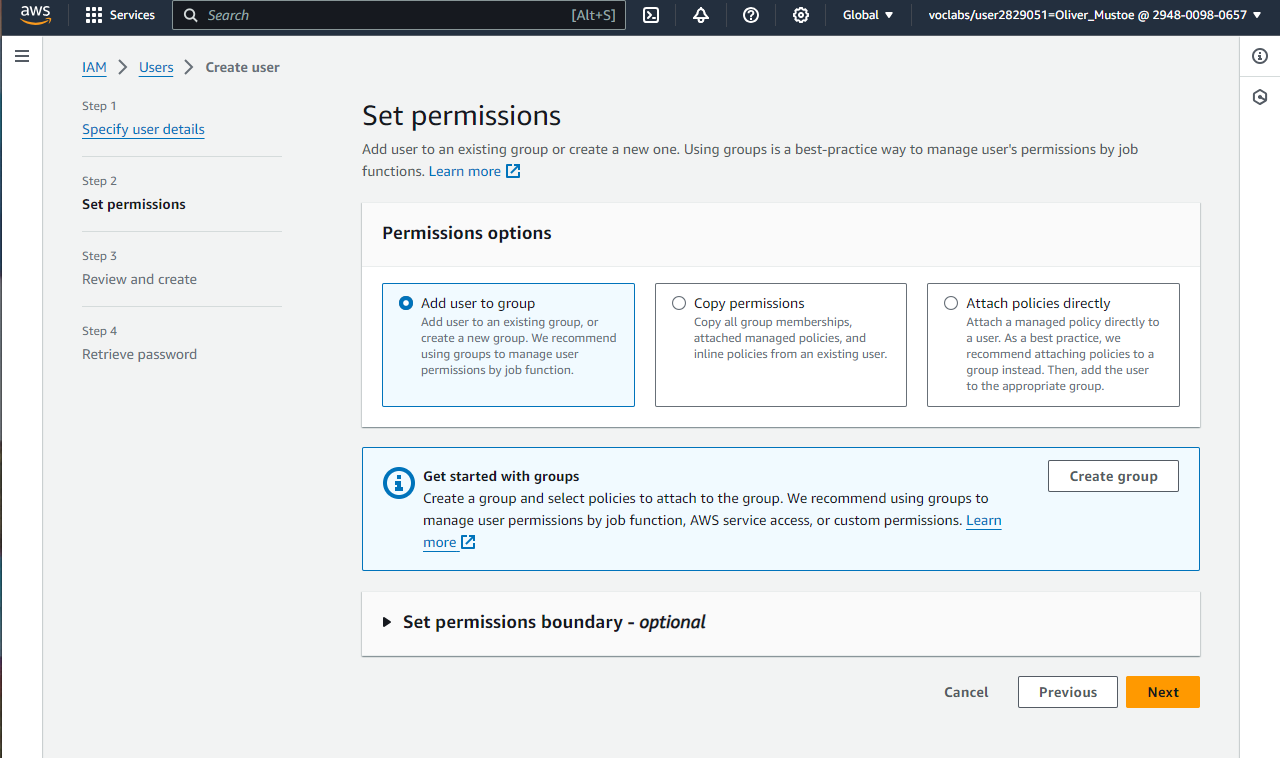 aws
Services
Search
[Alt+S]
Global
voclabs/user2829051=Oliver_Mustoe @ 2948-0098-0657
IAM
Users
Create user
Step 1
Specify user details
Step 2
Set permissions
Step 3
Review and create
Step 4
Retrieve password
Set permissions
Add user to an existing group or create a new one. Using groups is a best-practice way to manage user's permissions by job
functions. Learn more
Permissions options
Add user to group
Add user to an existing group, or
create a new group. We recommend
using groups to manage user
permissions by job function.
Copy permissions
Copy all group memberships,
attached managed policies, and
inline policies from an existing user.
Attach policies directly
Attach a managed policy directly to
a user. As a best practice, we
recommend attaching policies to a
group instead. Then, add the user
to the appropriate group.
Get started with groups
Create a group and select policies to attach to the group. We recommend using groups to
manage user permissions by job function, AWS service access, or custom permissions. Learn
more
Create group
Set permissions boundary - optional
Cancel
Previous
Next